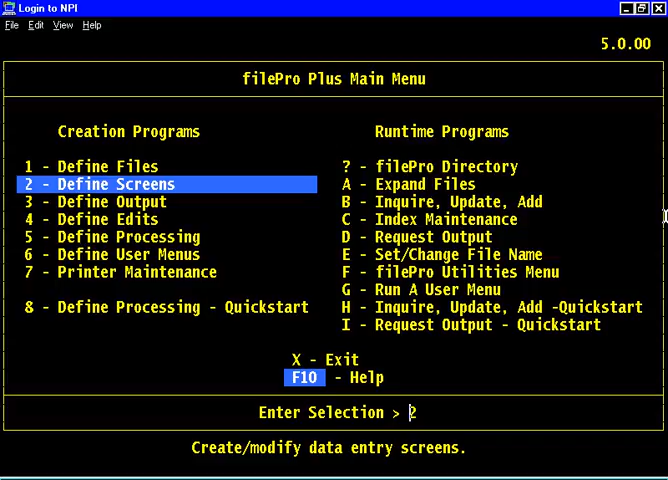 Login to NPI
File Edit View Help
5.0.00
filePro Plus Main Menu
Creation Programs
1 - Define Files
2 - Define Screens
3 - Define Output
4 - Define Edits
5 - Define Processing
6 - Define User Menus
7 - Printer Maintenance
8 - Define Processing - Quickstart
Runtime Programs
? - filePro Directory
A - Expand Files
B - Inquire, Update, Add
C - Index Maintenance
D - Request Output
E - Set/Change File Name
F - filePro Utilities Menu
G - Run A User Menu
H - Inquire, Update, Add -Quickstart
I - Request Output - Quickstart
X - Exit
F10 - Help
Enter Selection > 2
Create/modify data entry screens.